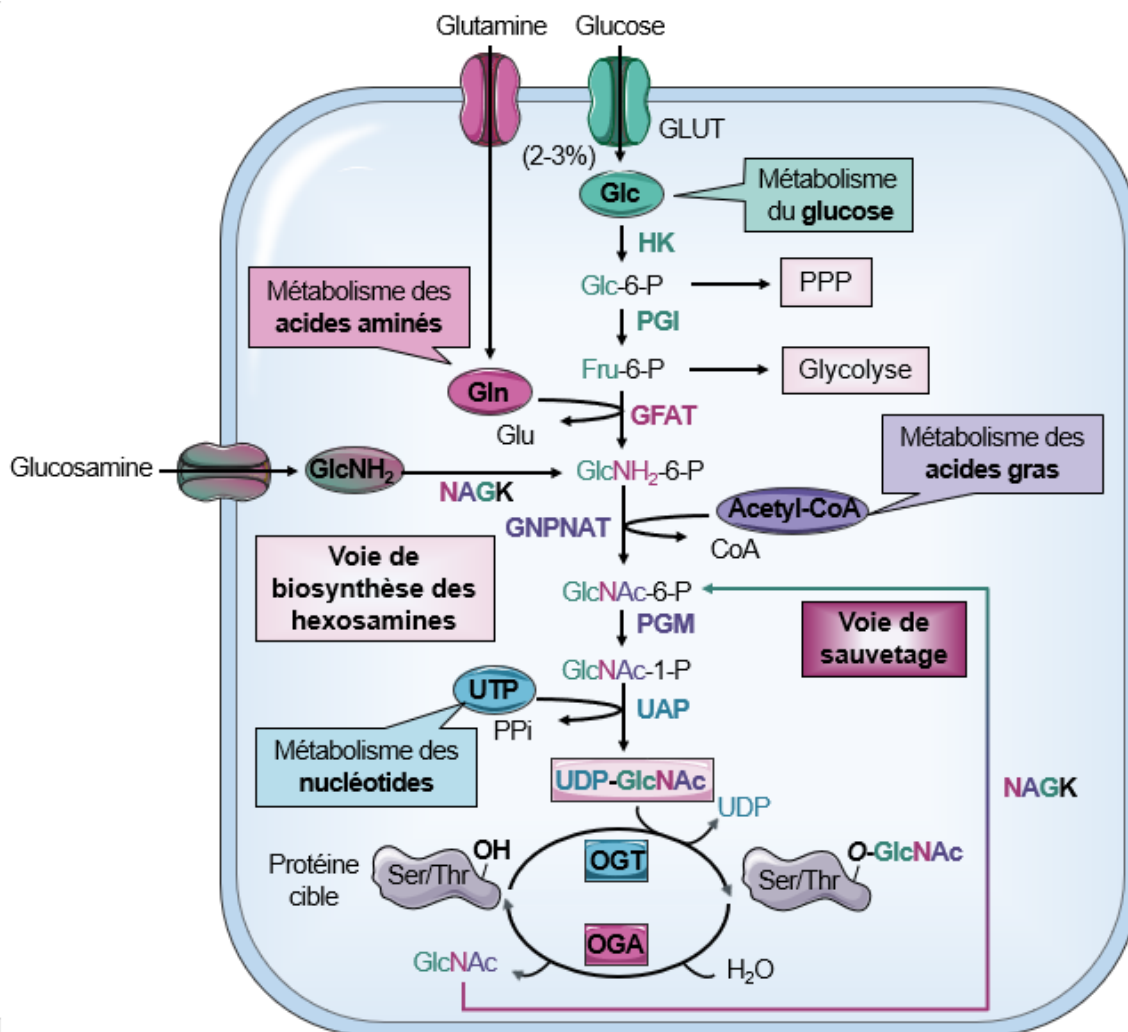 Glutamine
Glucose
GLUT
(2-3%)
Glc
Métabolisme
du glucose
HK
Glc-6-P
PPP
Métabolisme des
acides aminés
PGI
Fru-6-P
Glycolyse
Gln
GFAT
Glu
Métabolisme des
acides gras
Glucosamine
GlcNH₂
GlcNH₂-6-P
NAGK
Acetyl-CoA
GNPNAT
CoA
Voie de
biosynthèse des
hexosamines
GlcNAc-6-P
Voie de
sauvetage
PGM
GlcNAc-1-P
UTP
UAP
PPi
Métabolisme des
nucléotides
UDP-GlcNAc
NAGK
UDP
Protéine
cible
OH
Ser/Thr
OGT
O-GlcNAc
Ser/Thr
OGA
GlcNAc
H₂O